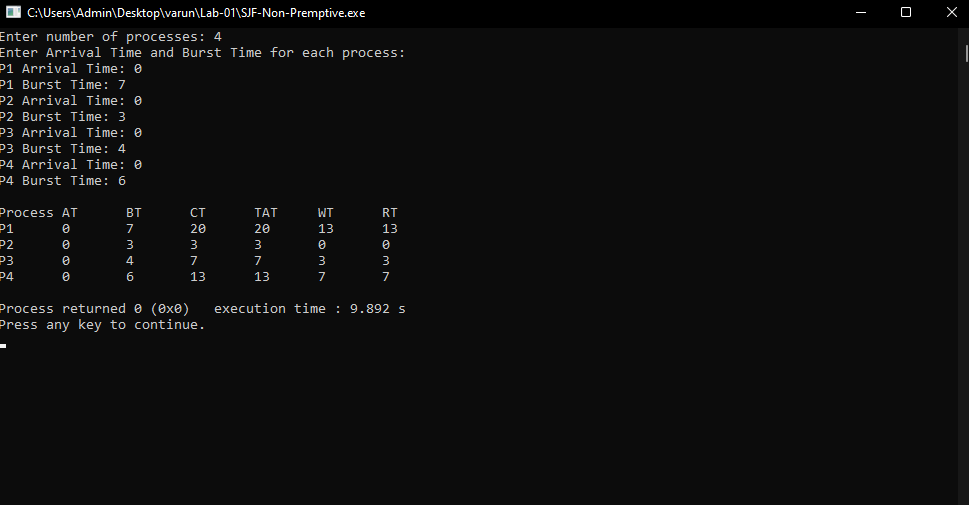 C:\Users\Admin\Desktop\varun\Lab-01\SJF-Non-Premptive.exe
Enter number of processes: 4
Enter Arrival Time and Burst Time for each process:
P1 Arrival Time: 0
P1 Burst Time: 7
P2 Arrival Time: 0
P2 Burst Time: 3
P3 Arrival Time: 0
P3 Burst Time: 4
P4 Arrival Time: 0
P4 Burst Time: 6
Process AT      BT      CT      TAT     WT      RT
P1      0       7       20      20      13      13
P2      0       3       3       3       0       0
P3      0       4       7       7       3       3
P4      0       6       13      13      7       7
Process returned 0 (0x0)   execution time : 9.892 s
Press any key to continue.